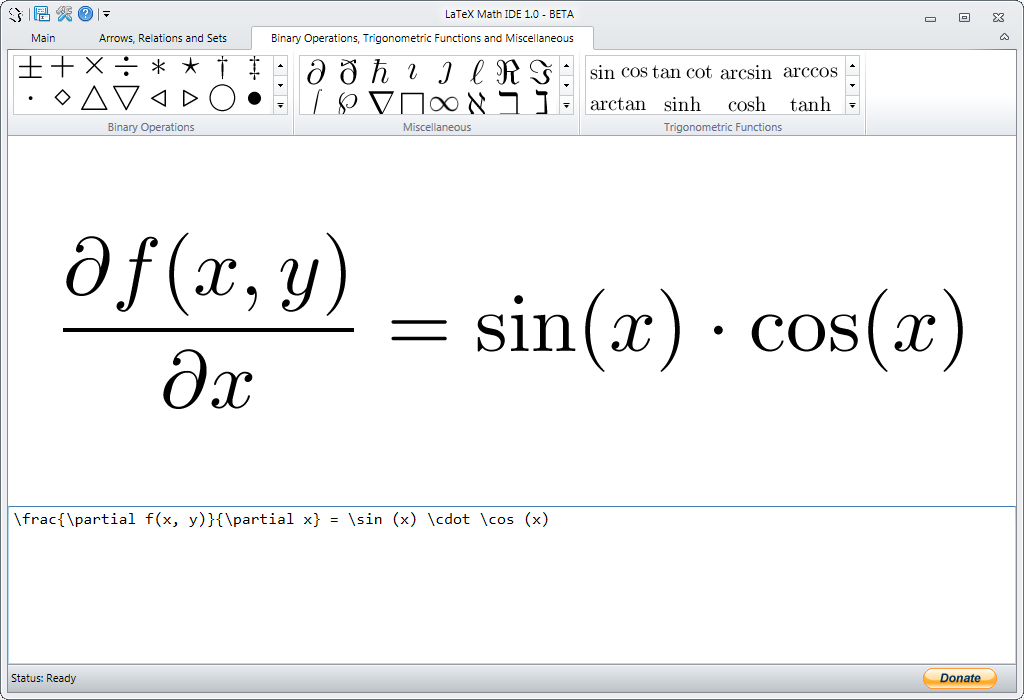 LaTeX Math IDE 1.0 - BETA
Main Arrows, Relations and Sets Binary Operations, Trigonometric Functions and Miscellaneous
± + × ÷ ∗ ⋆ † ‡ ∂ ð ℏ ı ȷ ℓ ℜ ℑ sin cos tan cot arcsin arccos
· ⋄ △ ▽ ◁ ▷ ○ • ∫ ℘ ∇ □ ∞ ℵ ℶ ℷ arctan sinh cosh tanh
Binary Operations Miscellaneous Trigonometric Functions
∂f(x, y)
∂x
= sin(x) · cos(x)
\frac{\partial f(x, y)}{\partial x} = \sin (x) \cdot \cos (x)
Status: Ready Donate